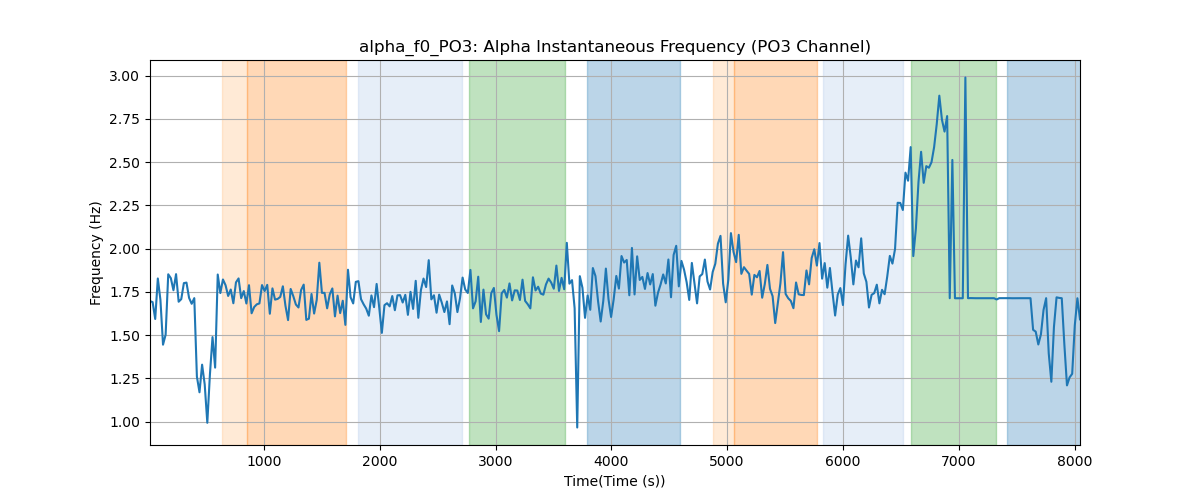 alpha_f0_PO3: Alpha Instantaneous Frequency (PO3 Channel)
3.00
2.75
2.50
2.25
2.00
1.75
1.50
1.25
1.00
Frequency (Hz)
1000 2000 3000 4000 5000 6000 7000 8000
Time(Time (s))